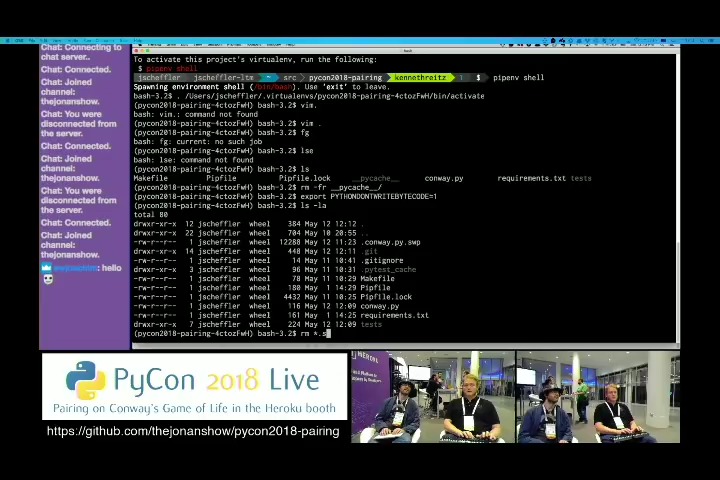 Chat: Connecting to
chat server..
Chat: Connected.
Chat: Joined
channel:
thejonanshow.
Chat: You were
disconnected from
the server.
Chat: Connected.
Chat: Joined
channel:
thejonanshow.
Chat: You were
disconnected from
the server.
Chat: Connected.
Chat: Joined
channel:
thejonanshow.
hello
To activate this project's virtualenv, run the following:
$ pipenv shell
jscheffler jscheffler-ltm ~ src pycon2018-pairing kennethreitz 1 $ pipenv shell
Spawning environment shell (/bin/bash). Use 'exit' to leave.
bash-3.2$ . /Users/jscheffler/.virtualenvs/pycon2018-pairing-4ctozFwH/bin/activate
(pycon2018-pairing-4ctozFwH) bash-3.2$ vim.
bash: vim.: command not found
(pycon2018-pairing-4ctozFwH) bash-3.2$ vim .
(pycon2018-pairing-4ctozFwH) bash-3.2$ fg
bash: fg: current: no such job
(pycon2018-pairing-4ctozFwH) bash-3.2$ lse
bash: lse: command not found
(pycon2018-pairing-4ctozFwH) bash-3.2$ ls
Makefile Pipfile Pipfile.lock __pycache__ conway.py requirements.txt tests
(pycon2018-pairing-4ctozFwH) bash-3.2$ rm -fr __pycache__/
(pycon2018-pairing-4ctozFwH) bash-3.2$ export PYTHONDONTWRITEBYTECODE=1
(pycon2018-pairing-4ctozFwH) bash-3.2$ ls -la
total 80
drwxr-xr-x 12 jscheffler wheel 384 May 12 12:12 .
drwxr-xr-x 22 jscheffler wheel 704 May 10 20:55 ..
-rw-r--r-- 1 jscheffler wheel 12288 May 11 11:23 .conway.py.swp
drwxr-xr-x 14 jscheffler wheel 448 May 12 12:11 .git
-rw-r--r-- 1 jscheffler wheel 14 May 11 10:41 .gitignore
drwxr-xr-x 3 jscheffler wheel 96 May 11 10:31 .pytest_cache
-rw-r--r-- 1 jscheffler wheel 78 May 11 10:39 Makefile
-rw-r--r-- 1 jscheffler wheel 180 May 1 14:29 Pipfile
-rw-r--r-- 1 jscheffler wheel 4432 May 11 10:25 Pipfile.lock
-rw-r--r-- 1 jscheffler wheel 116 May 12 12:09 conway.py
-rw-r--r-- 1 jscheffler wheel 161 May 1 14:25 requirements.txt
drwxr-xr-x 7 jscheffler wheel 224 May 12 12:09 tests
(pycon2018-pairing-4ctozFwH) bash-3.2$ rm *.s
PyCon 2018 Live
Pairing on Conway's Game of Life in the Heroku booth
https://github.com/thejonanshow/pycon2018-pairing
HEROKU